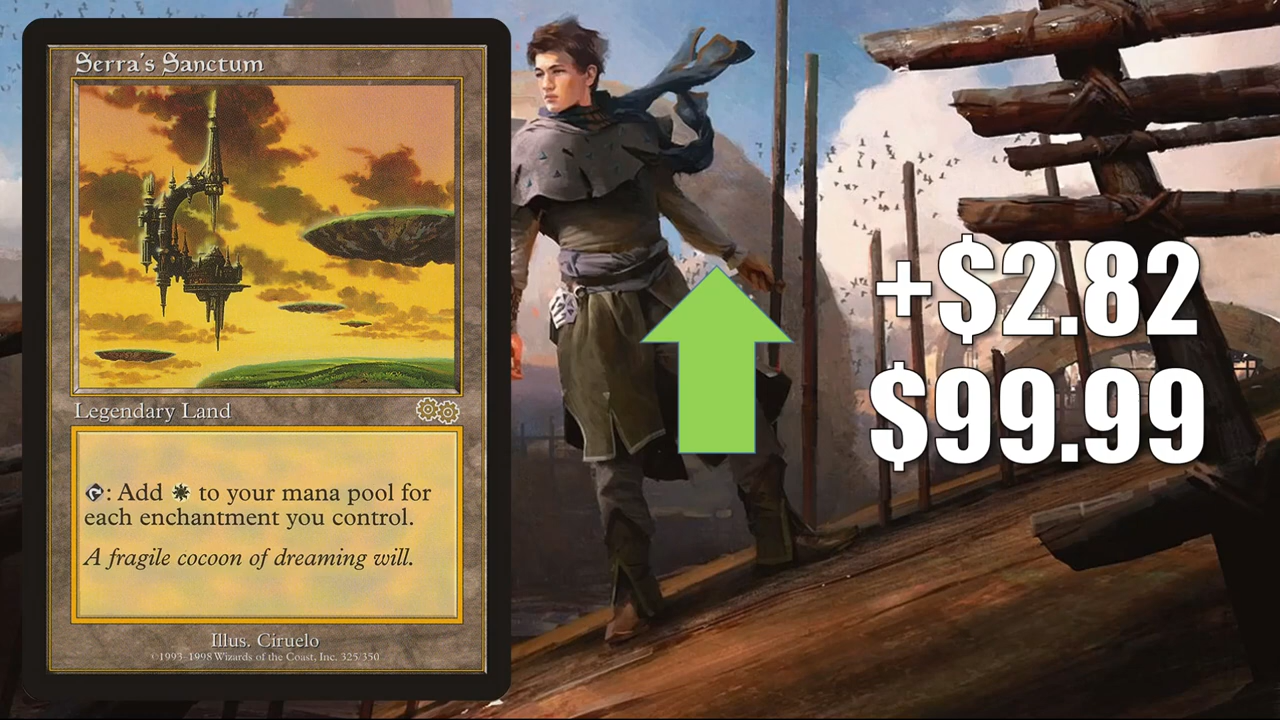 Serra's Sanctum
Legendary Land
: Add to your mana pool for
each enchantment you control.
A fragile cocoon of dreaming will.
Illus. Ciruelo
©1993-1998 Wizards of the Coast, Inc. 325/350
+$2.82
$99.99